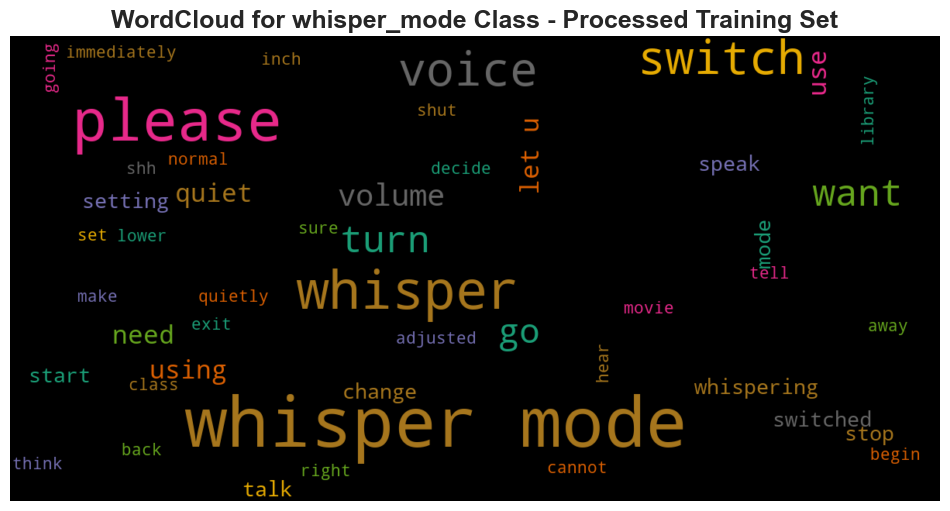 WordCloud for whisper_mode Class - Processed Training Set
going
immediately
inch
voice
switch
use
library
please
shut
let u
shh
normal
decide
speak
setting
quiet
volume
want
set
lower
sure
turn
mode
tell
make
quietly
whisper
movie
need
exit
adjusted
go
away
start
class
using
change
hear
whispering
whisper mode
switched
stop
think
back
right
cannot
begin
talk